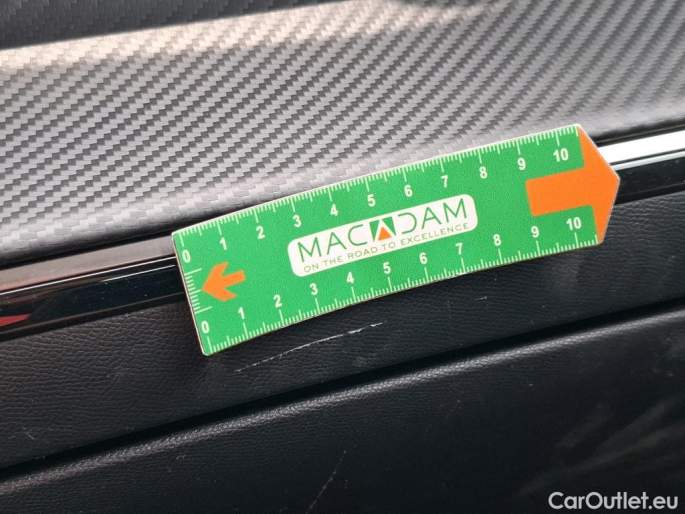 0 1 2 3 4 5 6 7 8 9 10
MACADAM
ON THE ROAD TO EXCELLENCE
0 1 2 3 4 5 6 7 8 9 10
CarOutlet.eu